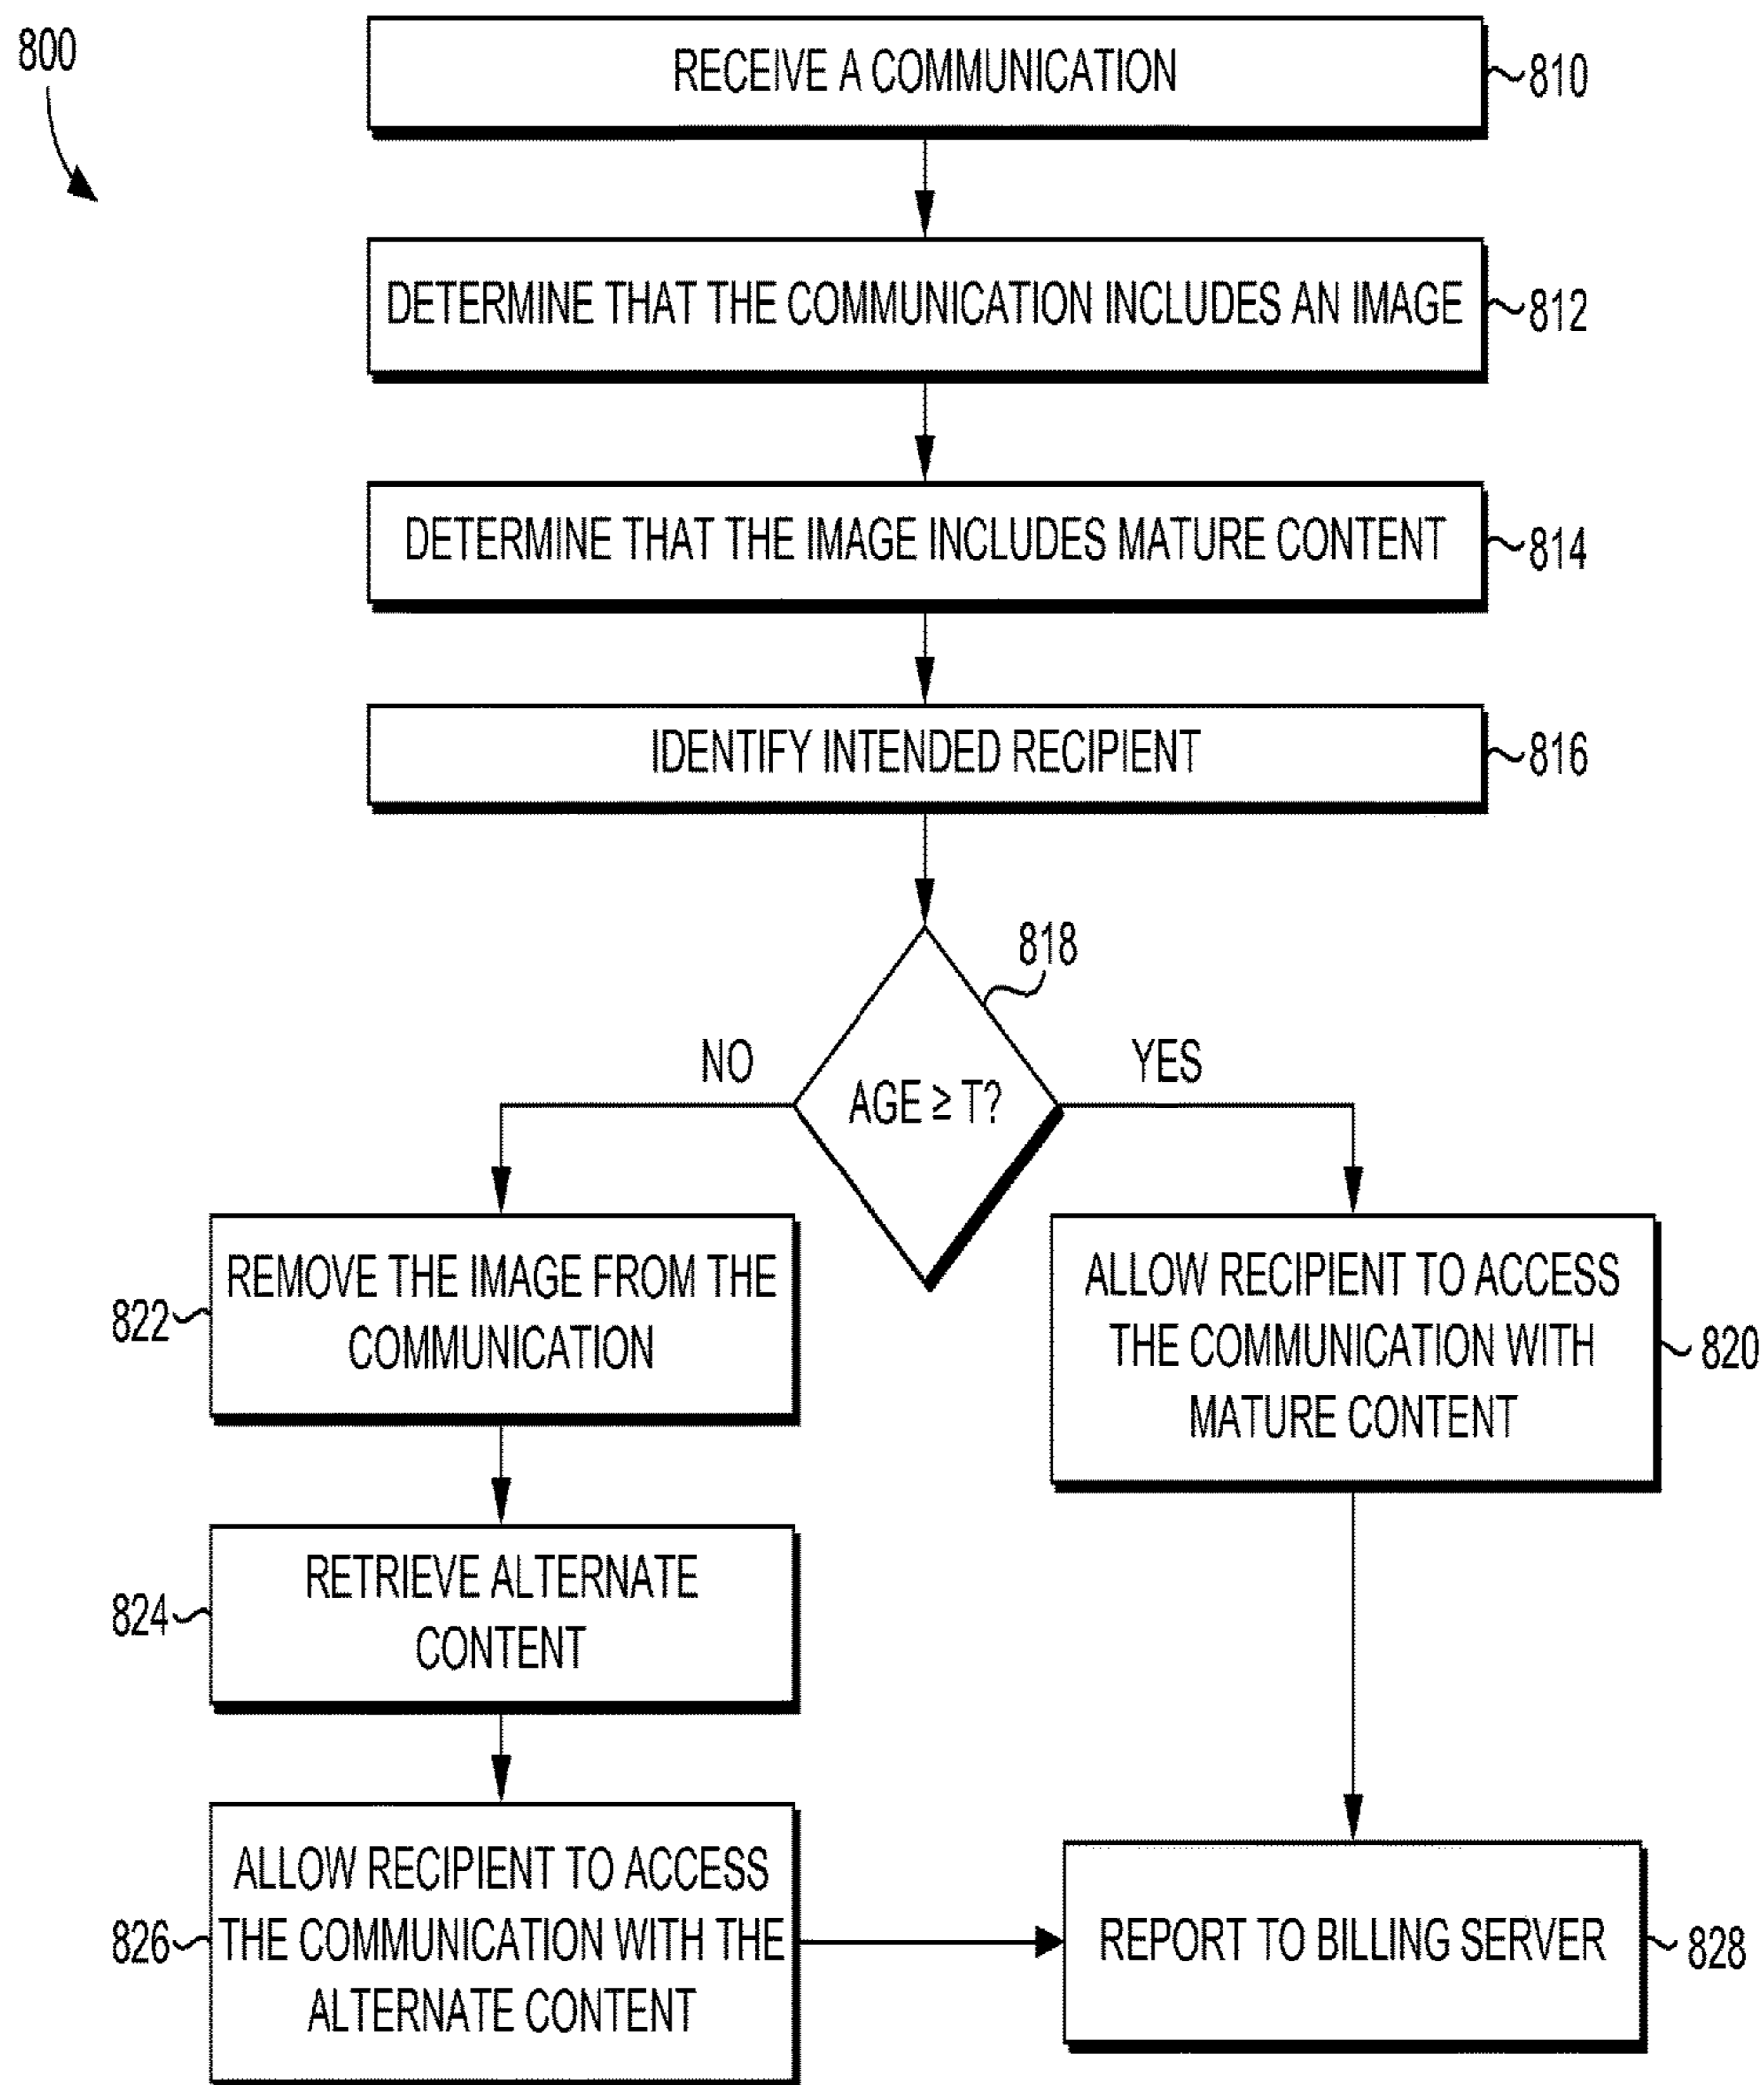 800
RECEIVE A COMMUNICATION
810
DETERMINE THAT THE COMMUNICATION INCLUDES AN IMAGE
812
DETERMINE THAT THE IMAGE INCLUDES MATURE CONTENT
814
IDENTIFY INTENDED RECIPIENT
816
818
NO
YES
AGE ≥ T?
REMOVE THE IMAGE FROM THE
COMMUNICATION
822
ALLOW RECIPIENT TO ACCESS
THE COMMUNICATION WITH
MATURE CONTENT
820
RETRIEVE ALTERNATE
CONTENT
824
ALLOW RECIPIENT TO ACCESS
THE COMMUNICATION WITH THE
ALTERNATE CONTENT
826
REPORT TO BILLING SERVER
828